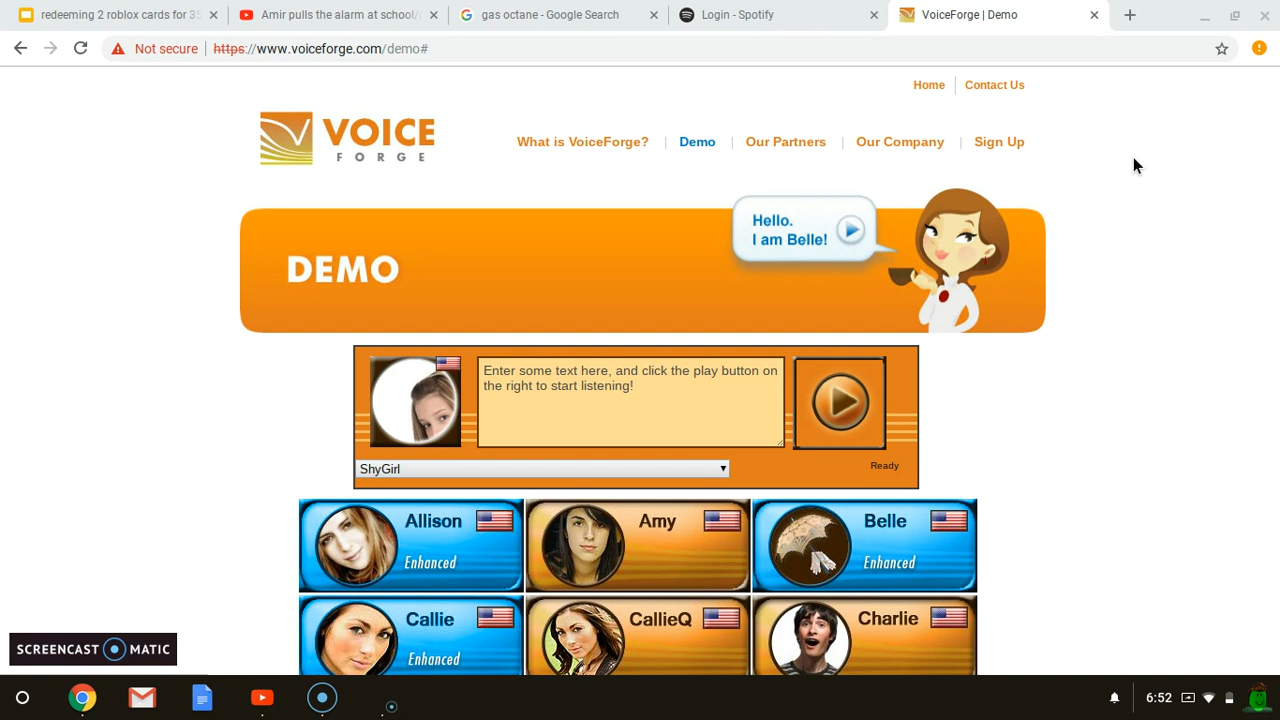 redeeming 2 roblox cards for 35
Amir pulls the alarm at school/g
gas octane - Google Search
Login - Spotify
VoiceForge | Demo
Not secure
https://www.voiceforge.com/demo#
Home
Contact Us
VOICE
FORGE
What is VoiceForge?
Demo
Our Partners
Our Company
Sign Up
DEMO
Hello.
I am Belle!
Enter some text here, and click the play button on
the right to start listening!
ShyGirl
Ready
Allison
Enhanced
Amy
Belle
Enhanced
Callie
Enhanced
CallieQ
Charlie
SCREENCAST MATIC
6:52